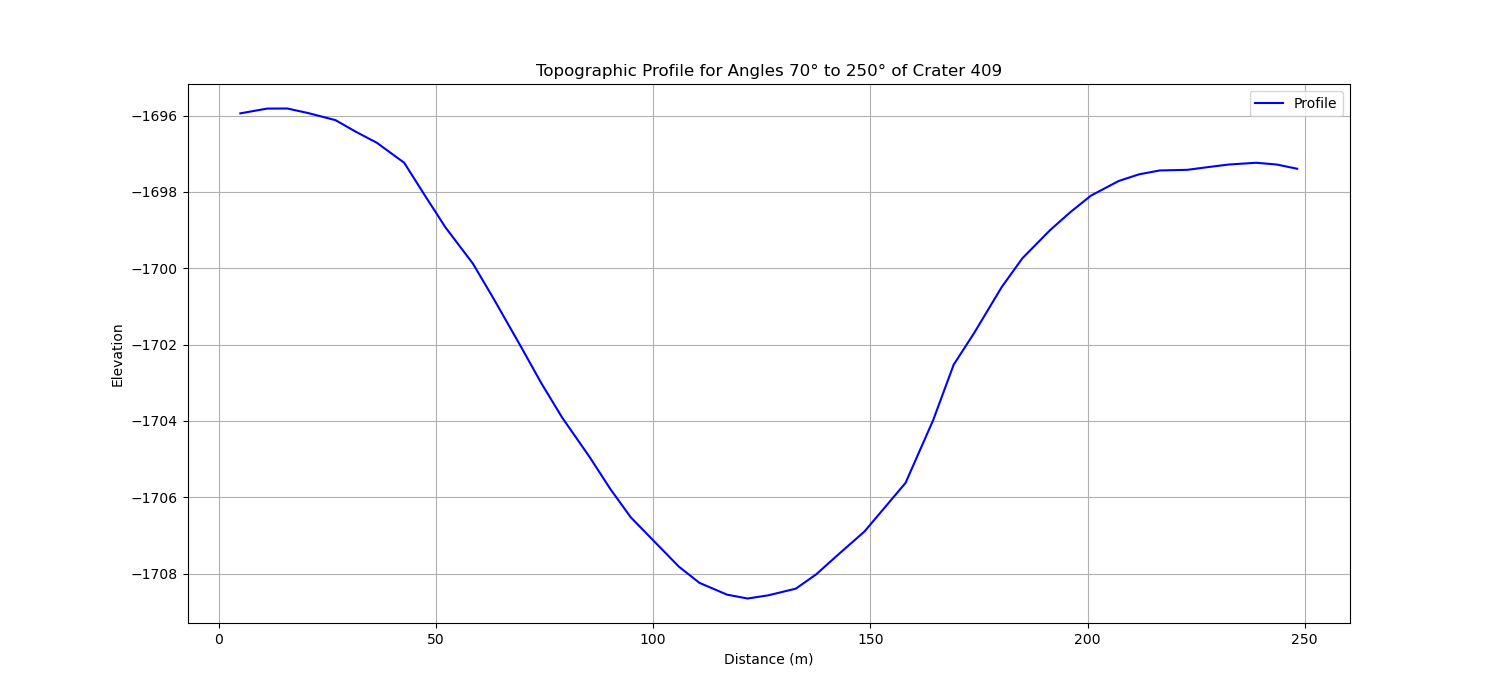 Topographic Profile for Angles 70° to 250° of Crater 409
Profile
−1696
−1698
−1700
−1702
−1704
−1706
−1708
Elevation
0 50 100 150 200 250
Distance (m)